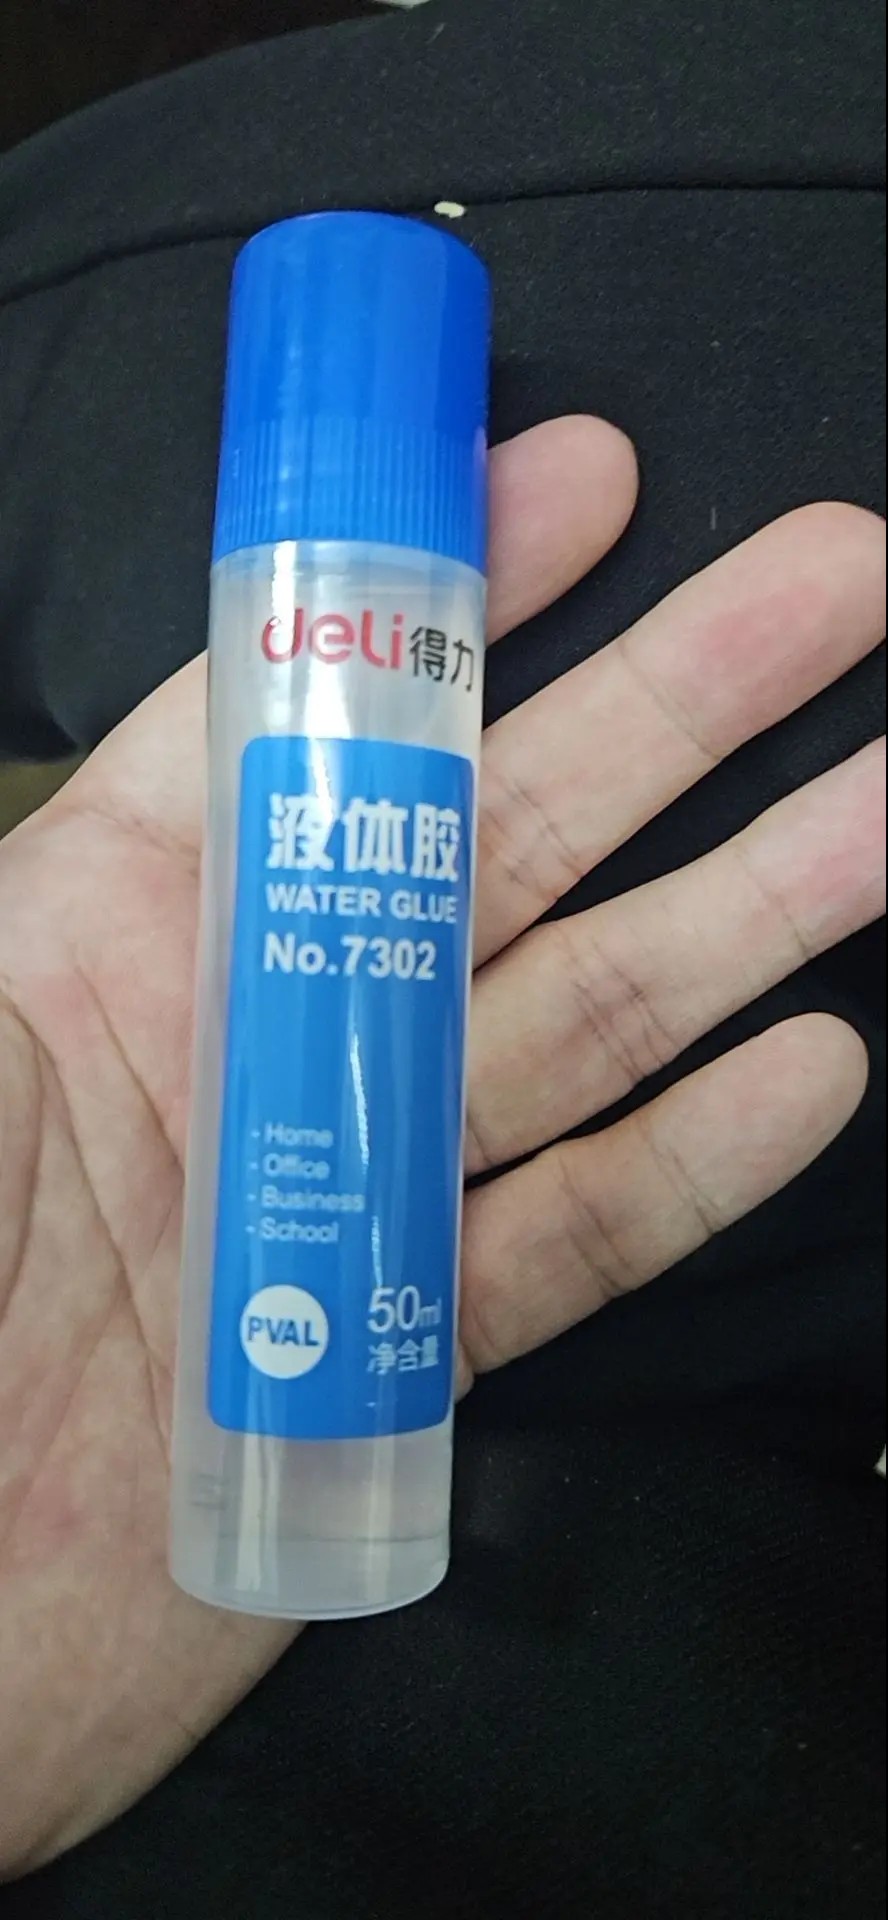 deli得力
液体胶
WATER GLUE
No.7302
- Home
- Office
- Business
- School
PVAL
50ml
净含量